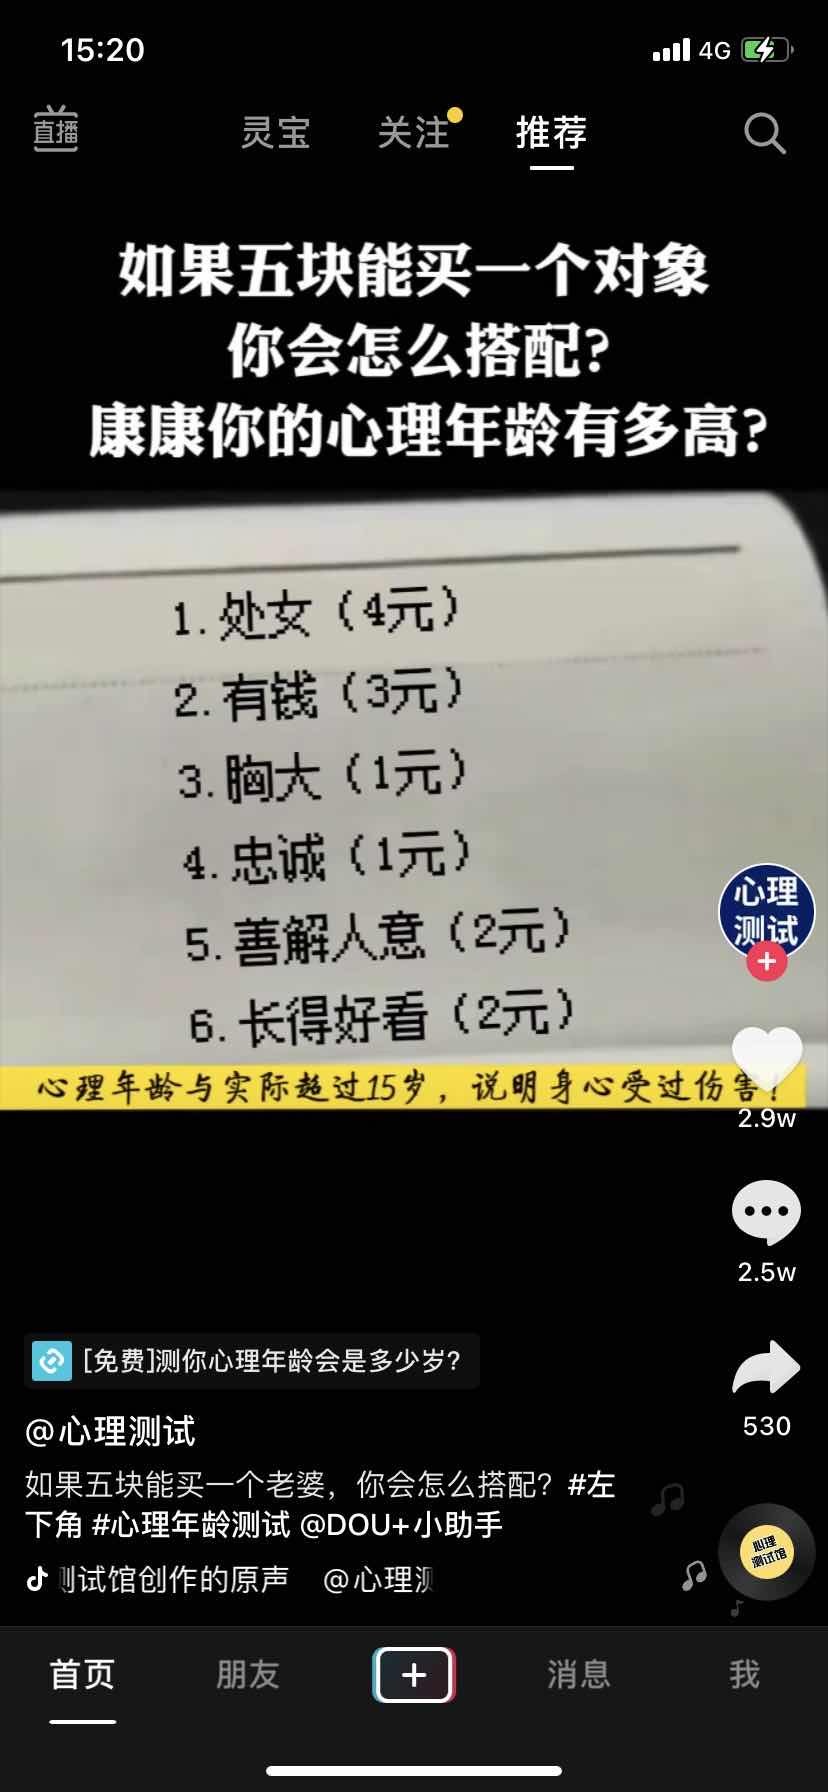 15:20
4G
直播
灵宝
关注
推荐
如果五块能买一个对象
你会怎么搭配?
康康你的心理年龄有多高?
1.处女（4元）
2.有钱（3元）
3.胸大（1元）
4.忠诚（1元）
5.善解人意（2元）
6.长得好看（2元）
心理年龄与实际超过15岁，说明身心受过伤害！
心理
测试
2.9w
2.5w
530
[免费]测你心理年龄会是多少岁?
@心理测试
如果五块能买一个老婆，你会怎么搭配？#左
下角 #心理年龄测试 @DOU+小助手
测试馆创作的原声 @心理测
心理
测试馆
首页
朋友
消息
我